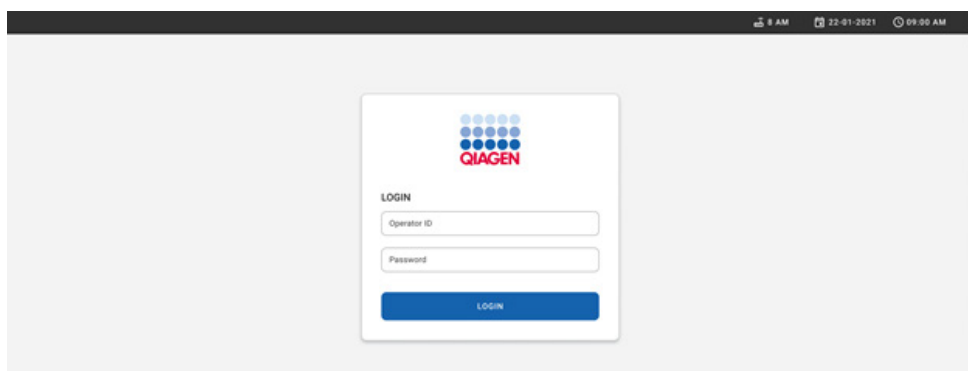 8 AM 22-01-2021 09:00 AM
QIAGEN
LOGIN
Operator ID
Password
LOGIN